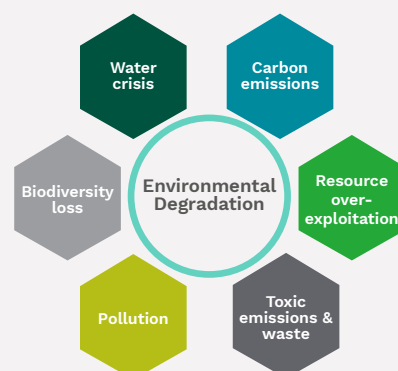 Water
crisis
Carbon
emissions
Biodiversity
loss
Environmental
Degradation
Resource
over-
exploitation
Pollution
Toxic
emissions &
waste